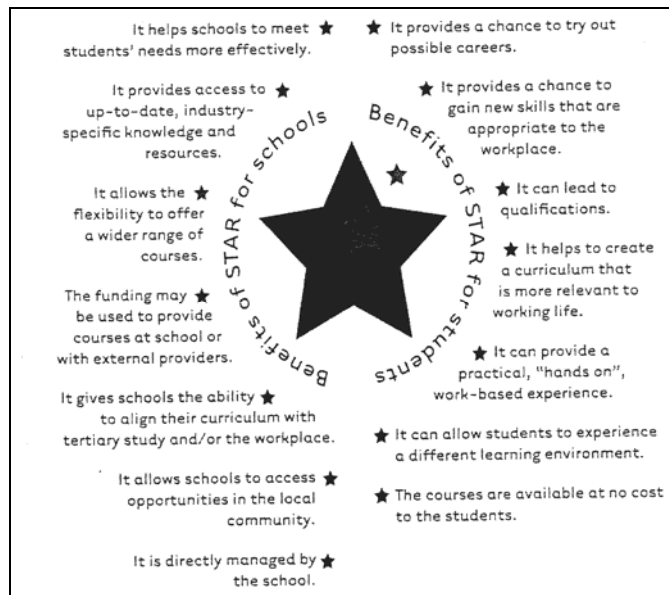 It helps schools to meet
students' needs more effectively.
It provides access to
up-to-date, industry-
specific knowledge and
resources.
It allows the
flexibility to offer
a wider range of
courses.
The funding may
be used to provide
courses at school or
with external providers.
It gives schools the ability
to align their curriculum with
tertiary study and/or the workplace.
It allows schools to access
opportunities in the local
community.
It is directly managed by
the school.
Benefits of STAR for schools
Benefits of STAR for students
It provides a chance to try out
possible careers.
It provides a chance to
gain new skills that are
appropriate to the
workplace.
It can lead to
qualifications.
It helps to create
a curriculum that
is more relevant to
working life.
It can provide a
practical, "hands on",
work-based experience.
It can allow students to experience
a different learning environment.
The courses are available at no cost
to the students.